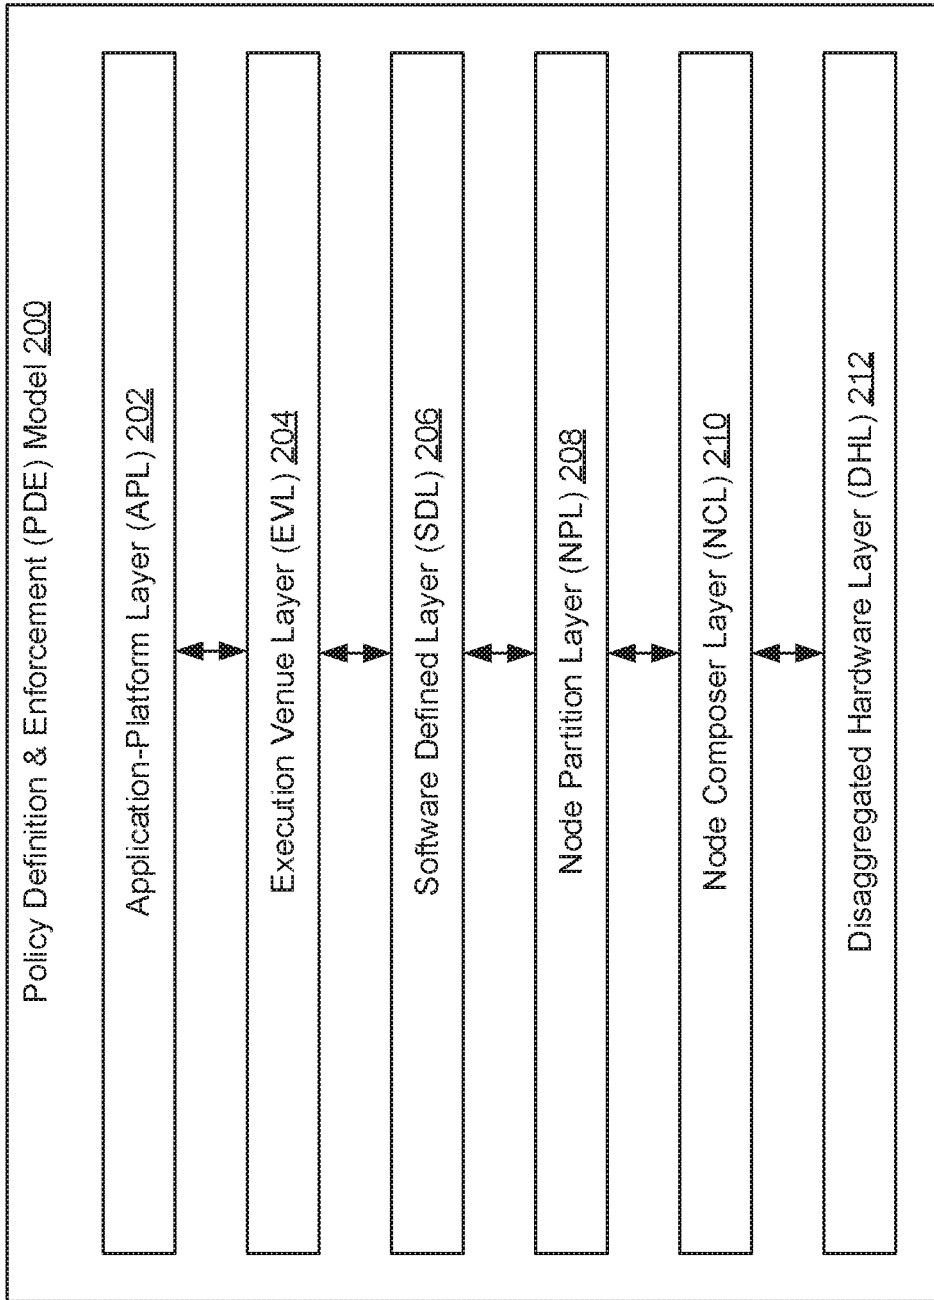 Policy Definition & Enforcement (PDE) Model 200
Application-Platform Layer (APL) 202
Execution Venue Layer (EVL) 204
Software Defined Layer (SDL) 206
Node Partition Layer (NPL) 208
Node Composer Layer (NCL) 210
Disaggregated Hardware Layer (DHL) 212